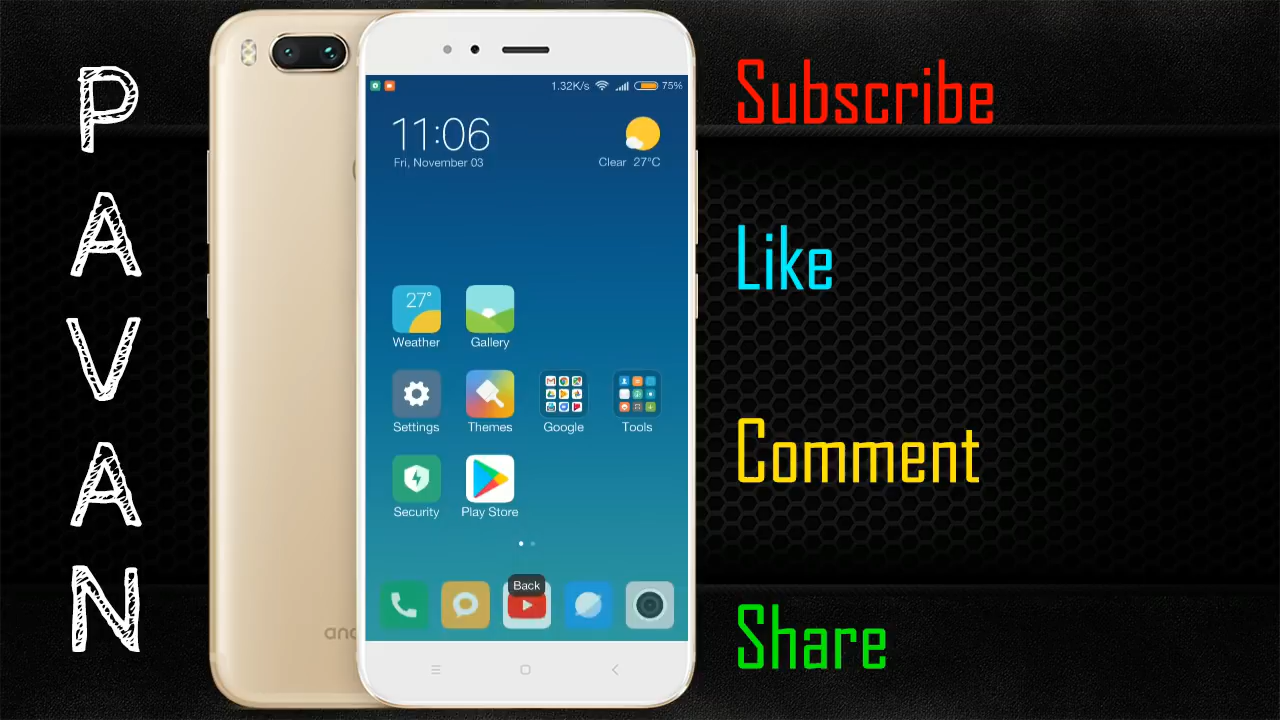 PAVAN
Subscribe
Like
Comment
Share
1.32K/s 75%
11:06
Fri, November 03
Clear 27°C
27°
Weather Gallery
Settings Themes Google Tools
Security Play Store
Back